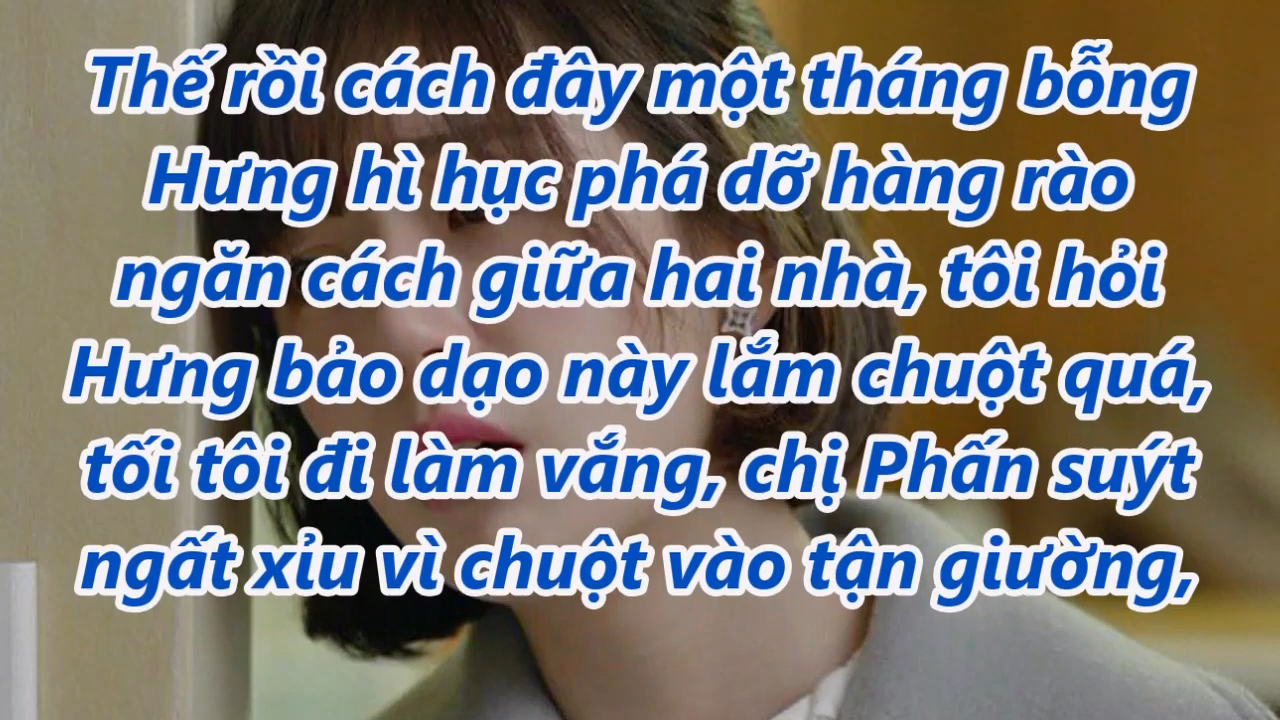 Thế rồi cách đây một tháng bỗng
Hưng hì hục phá dỡ hàng rào
ngăn cách giữa hai nhà, tôi hỏi
Hưng bảo dạo này lắm chuột quá,
tối tôi đi làm vắng, chị Phấn suýt
ngất xỉu vì chuột vào tận giường,